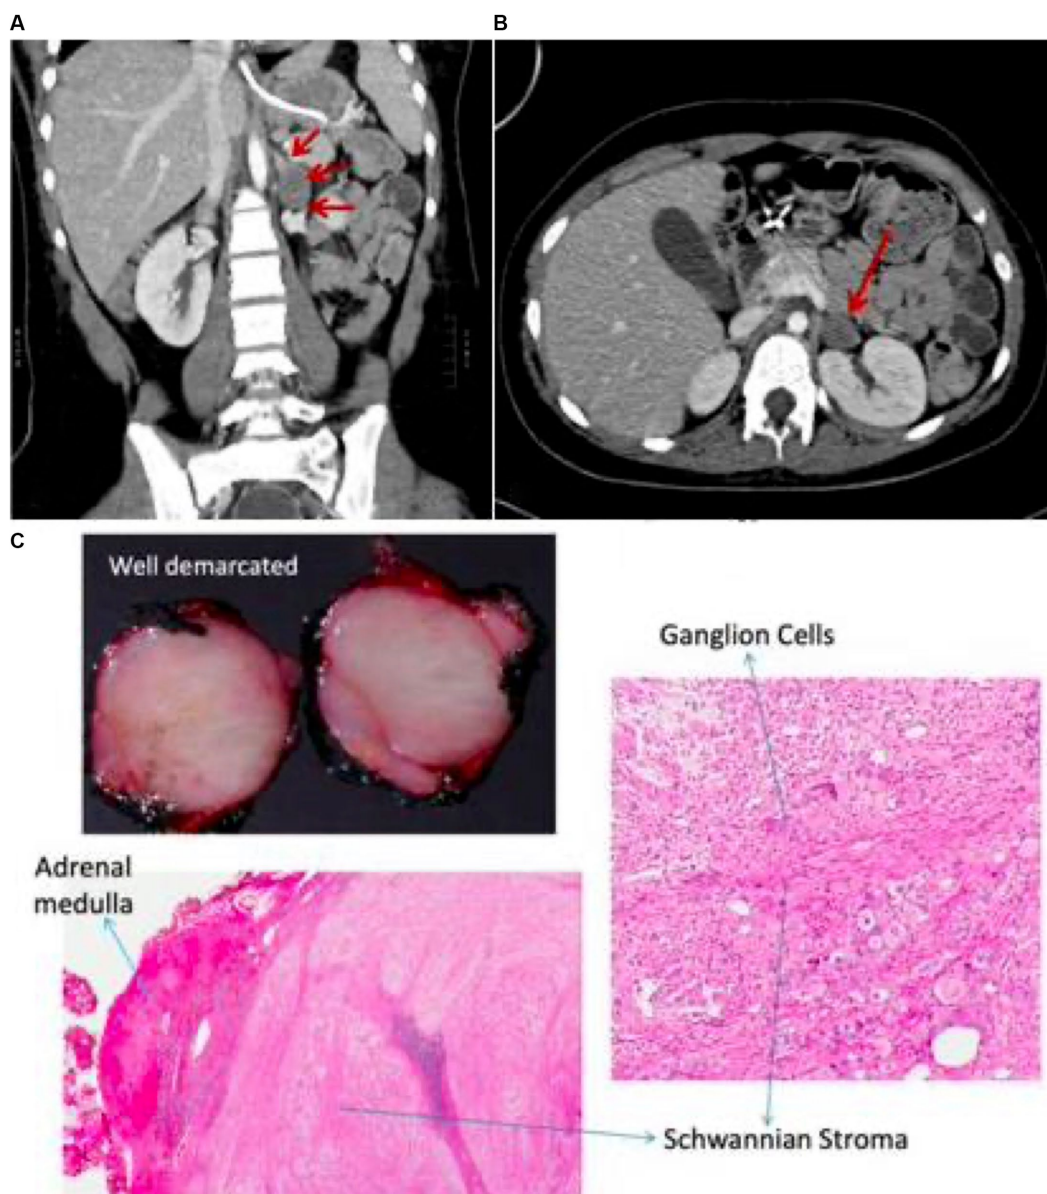 A
B
C
Well demarcated
Ganglion Cells
Adrenal
medulla
Schwannian Stroma